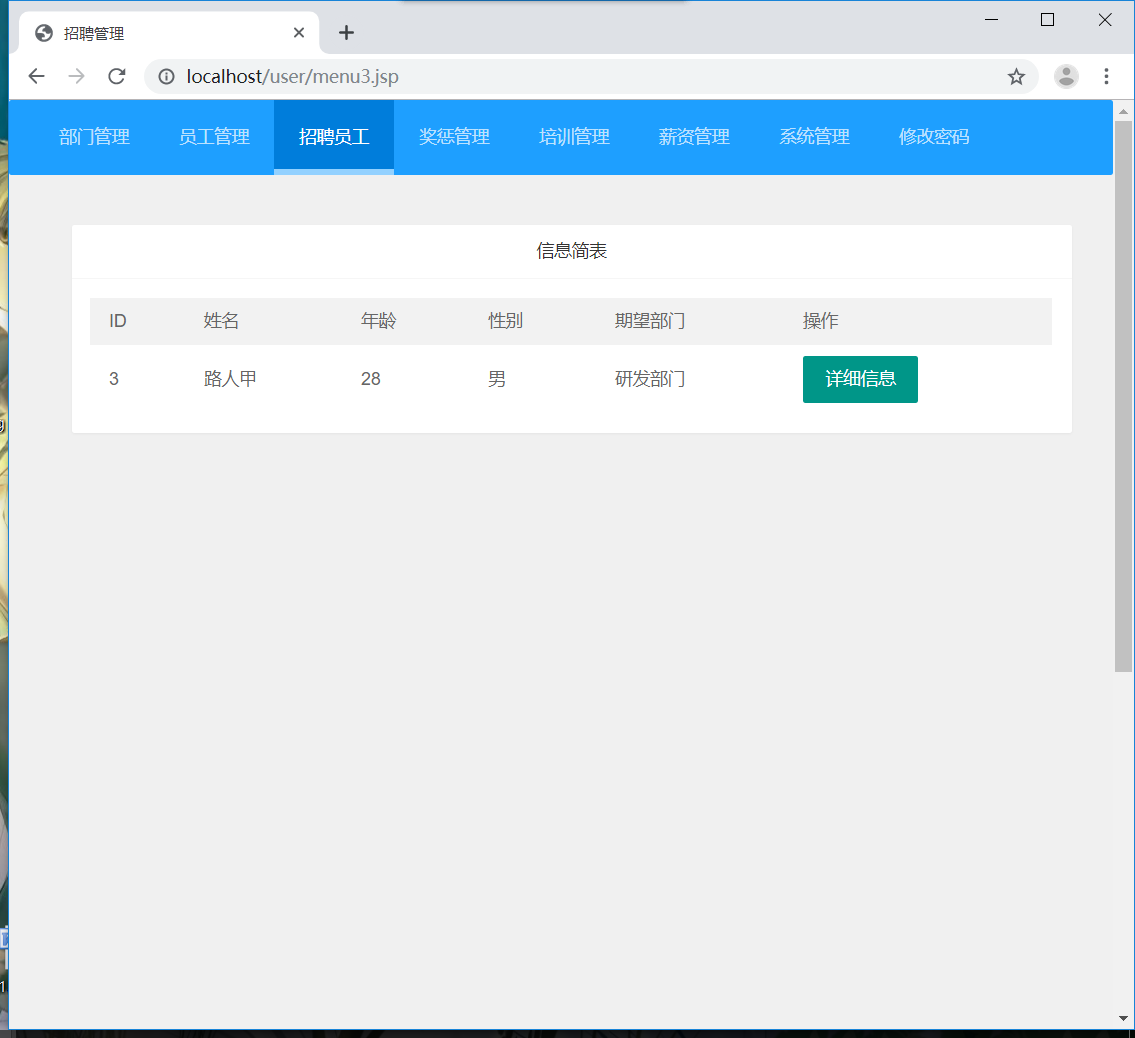 招聘管理
localhost/user/menu3.jsp
部门管理 员工管理 招聘员工 奖惩管理 培训管理 薪资管理 系统管理 修改密码
信息简表
ID 姓名 年龄 性别 期望部门 操作
3 路人甲 28 男 研发部门 详细信息
g
1